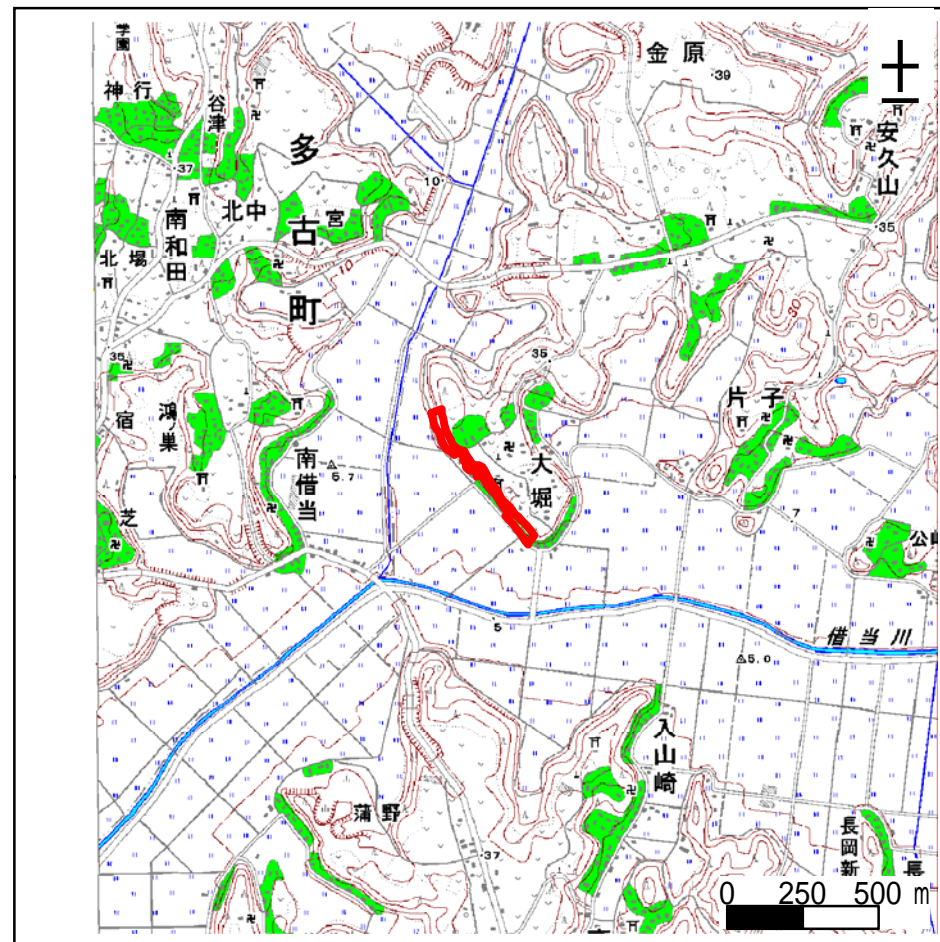 学園
神行
谷津
多
金原
39
安久山
37
10
北中
宮
古
南和田
35
北場
10
町
30
35
35
宿
鴻ノ巣
片子
大堀
南借当
5.7
芝
7
5
借当川
5.0
入山崎
蒲野
長岡新
37
長
0 250 500 m